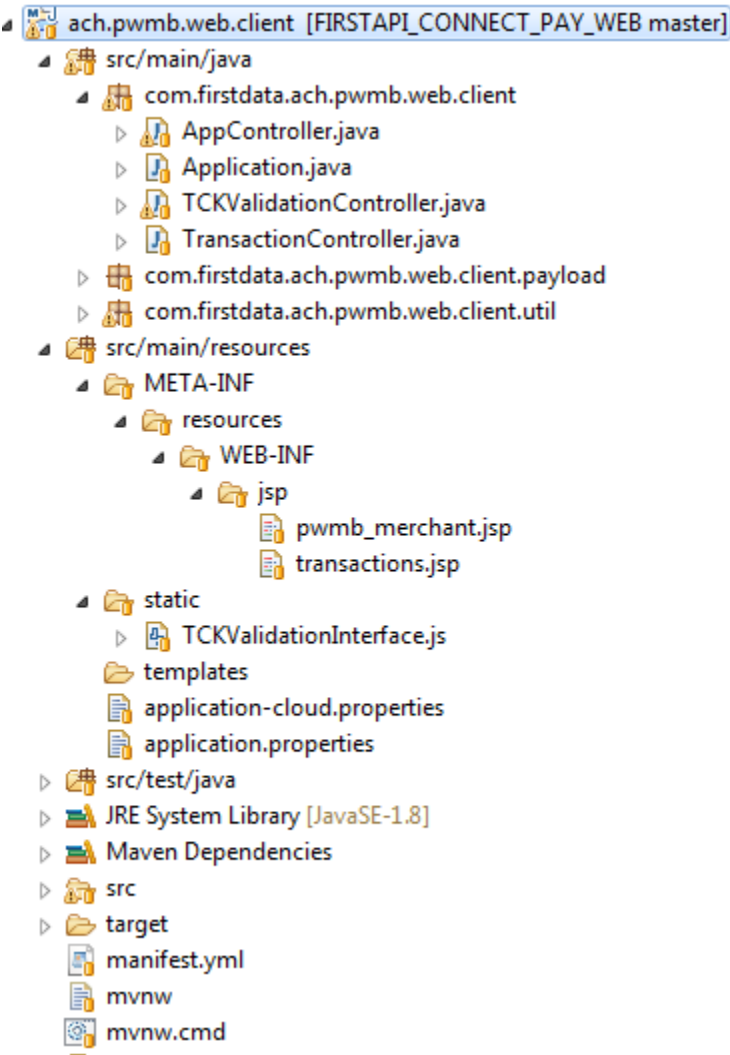 ach.pwmb.web.client [FIRSTAPI_CONNECT_PAY_WEB master]
src/main/java
com.firstdata.ach.pwmb.web.client
AppController.java
Application.java
TCKValidationController.java
TransactionController.java
com.firstdata.ach.pwmb.web.client.payload
com.firstdata.ach.pwmb.web.client.util
src/main/resources
META-INF
resources
WEB-INF
jsp
pwmb_merchant.jsp
transactions.jsp
static
TCKValidationInterface.js
templates
application-cloud.properties
application.properties
src/test/java
JRE System Library [JavaSE-1.8]
Maven Dependencies
src
target
manifest.yml
mvnw
mvnw.cmd